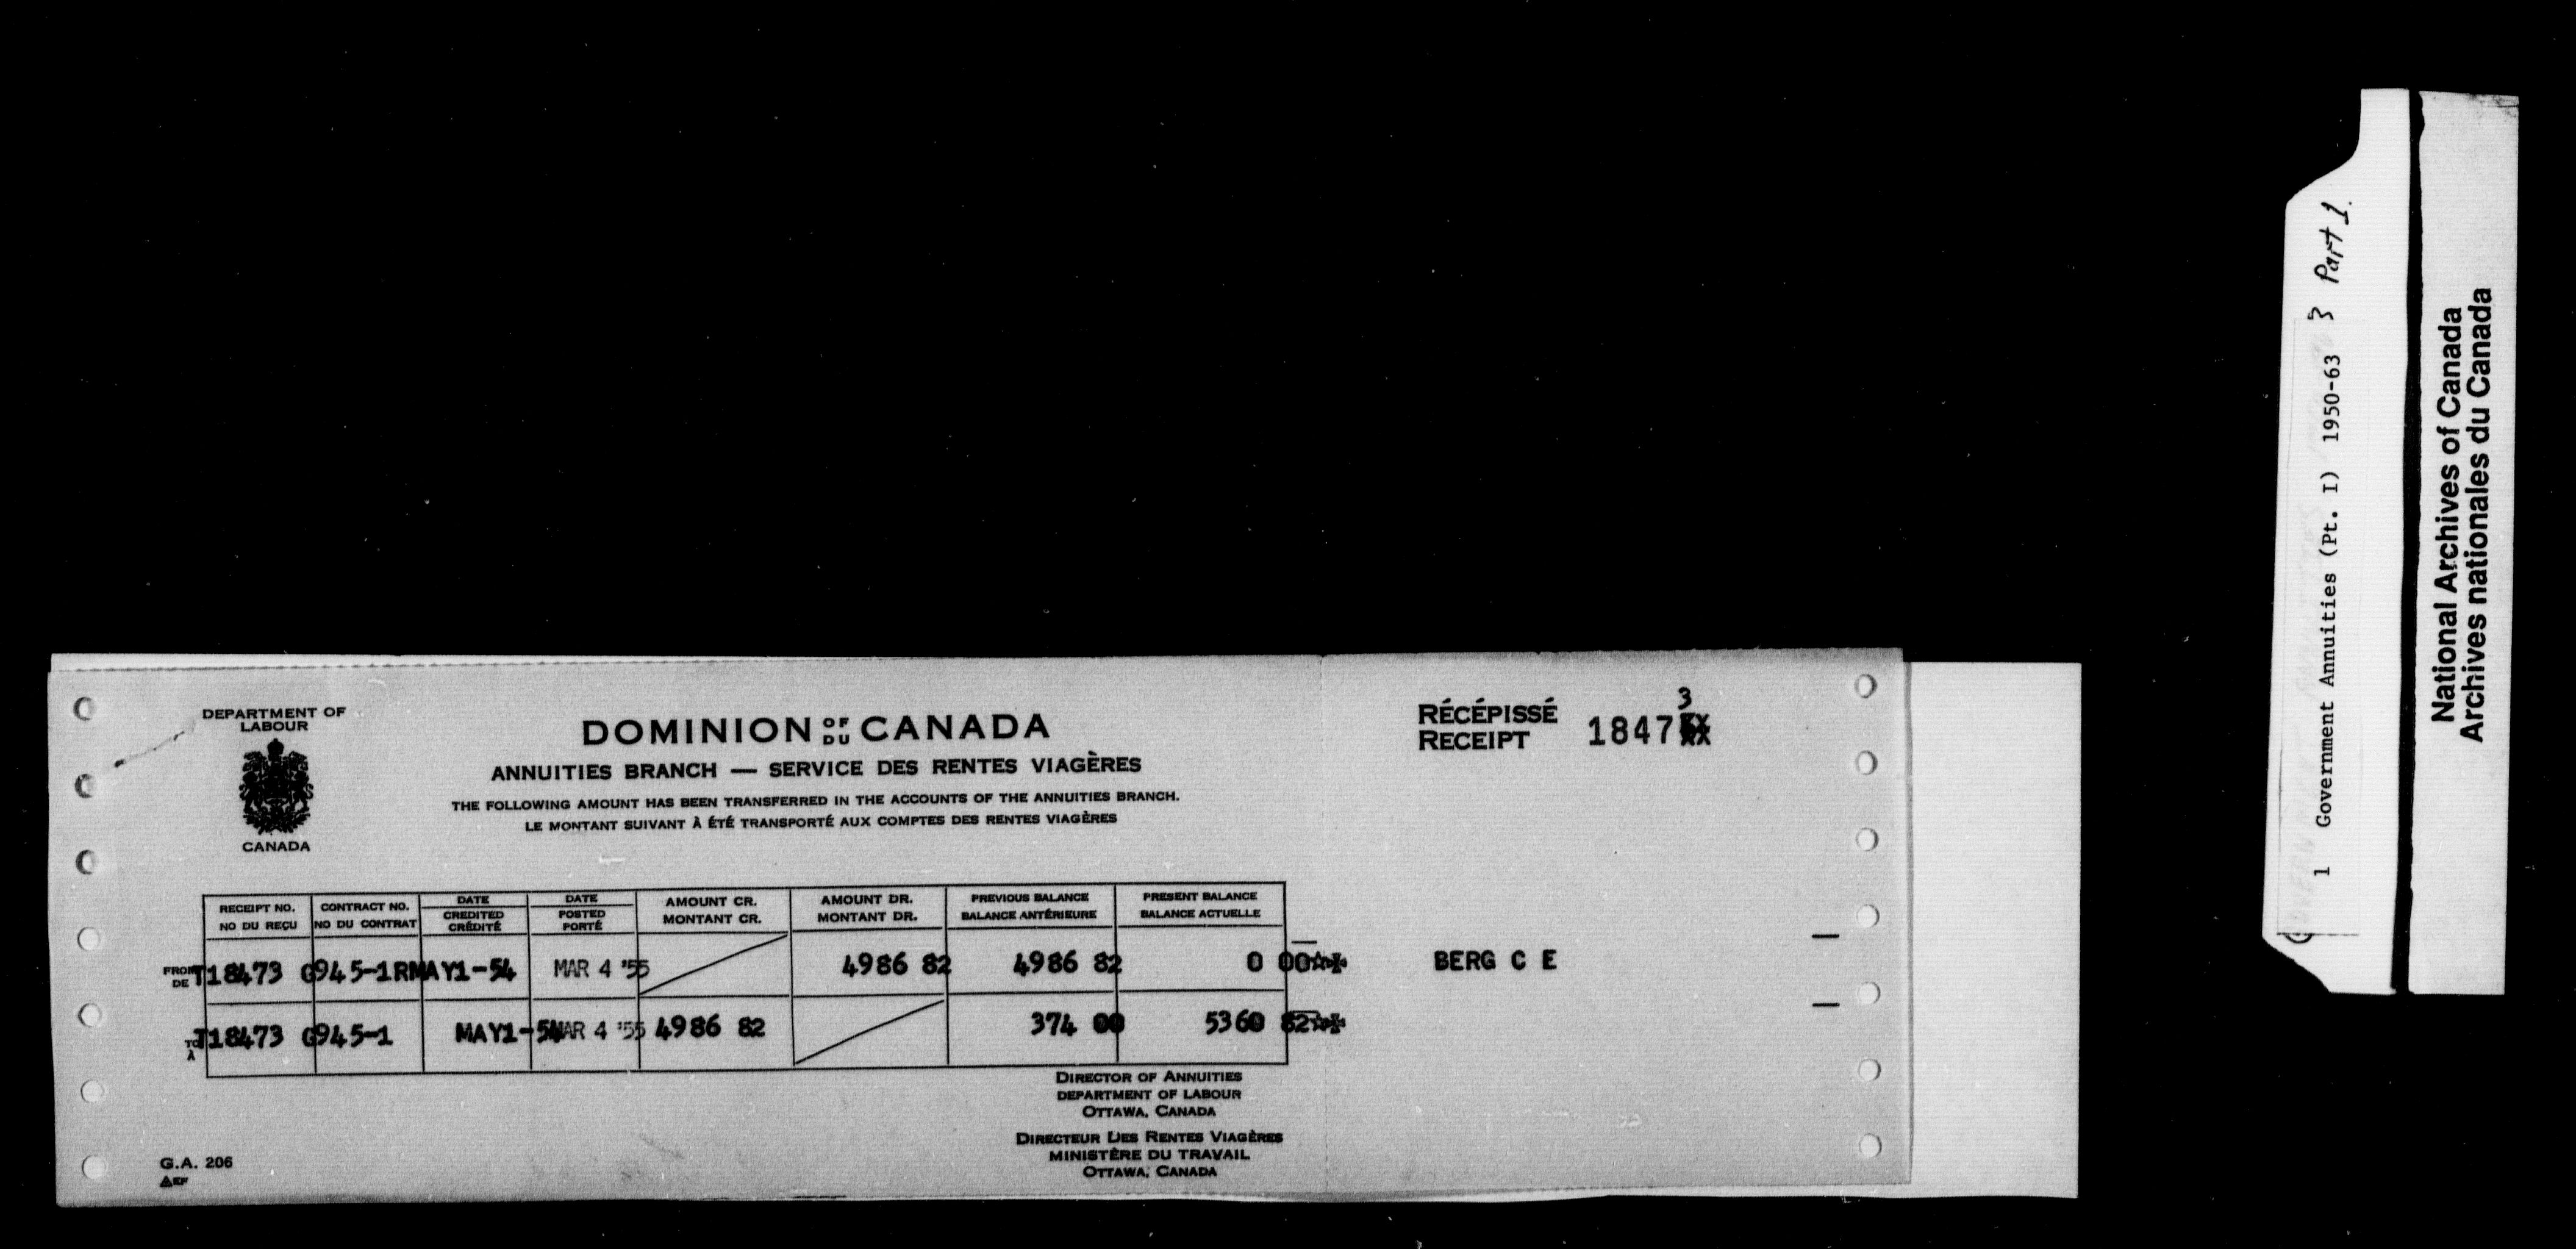 DEPARTMENT OF
LABOUR
CANADA
DOMINION OF DU CANADA
ANNUITIES BRANCH — SERVICE DES RENTES VIAGÈRES
THE FOLLOWING AMOUNT HAS BEEN TRANSFERRED IN THE ACCOUNTS OF THE ANNUITIES BRANCH.
LE MONTANT SUIVANT À ÉTÉ TRANSPORTÉ AUX COMPTES DES RENTES VIAGÈRES
RÉCÉPISSÉ
RECEIPT 1847 3
RECEIPT NO. NO DU REÇU CONTRACT NO. NO DU CONTRAT DATE CREDITED CRÉDITÉ DATE POSTED PORTÉ AMOUNT CR. MONTANT CR. AMOUNT DR. MONTANT DR. PREVIOUS BALANCE BALANCE ANTÉRIEURE PRESENT BALANCE BALANCE ACTUELLE
FROM DE T18473 G945-1R MAY1-54 MAR 4 '55 4986 82 4986 82 0 00 BERG C E
TO À T18473 G945-1 MAY1-54 MAR 4 '55 4986 82 374 00 5360 82
DIRECTOR OF ANNUITIES
DEPARTMENT OF LABOUR
OTTAWA, CANADA
DIRECTEUR DES RENTES VIAGÈRES
MINISTÈRE DU TRAVAIL
OTTAWA, CANADA
G.A. 206
EF
1 Government Annuities (Pt. I) 1950-63 3 Part 1.
National Archives of Canada
Archives nationales du Canada